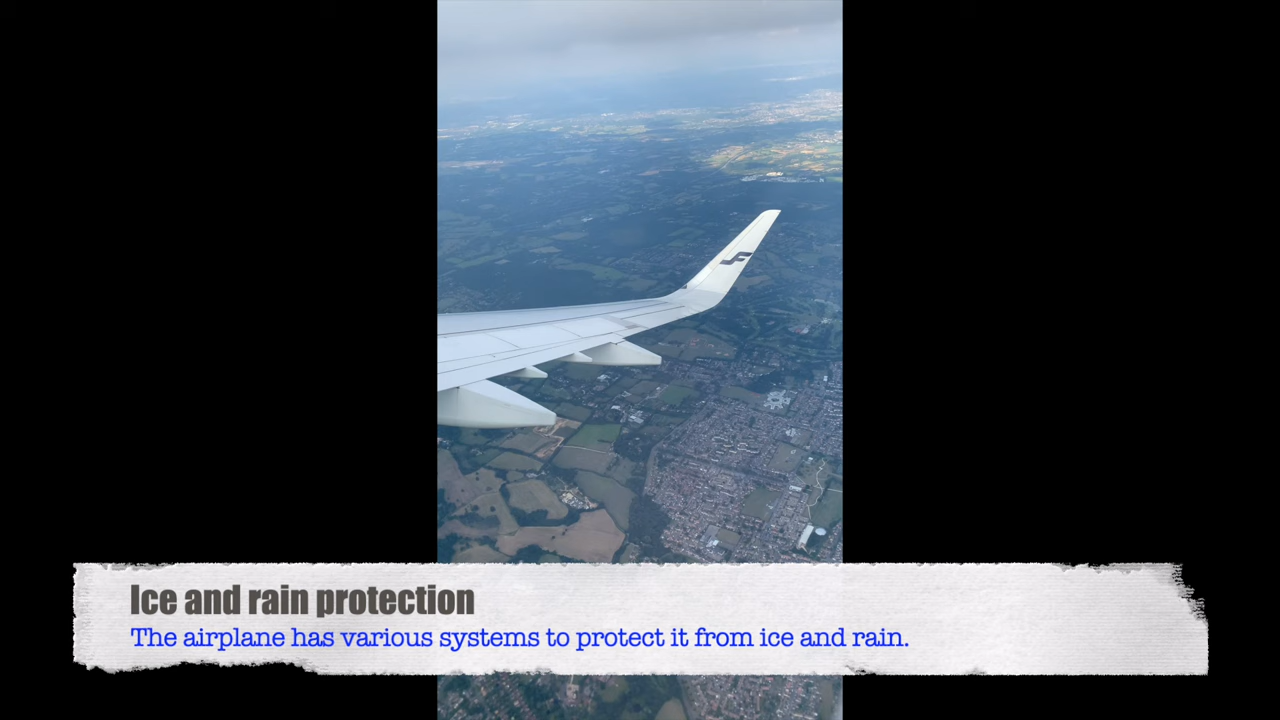 Ice and rain protection
The airplane has various systems to protect it from ice and rain.